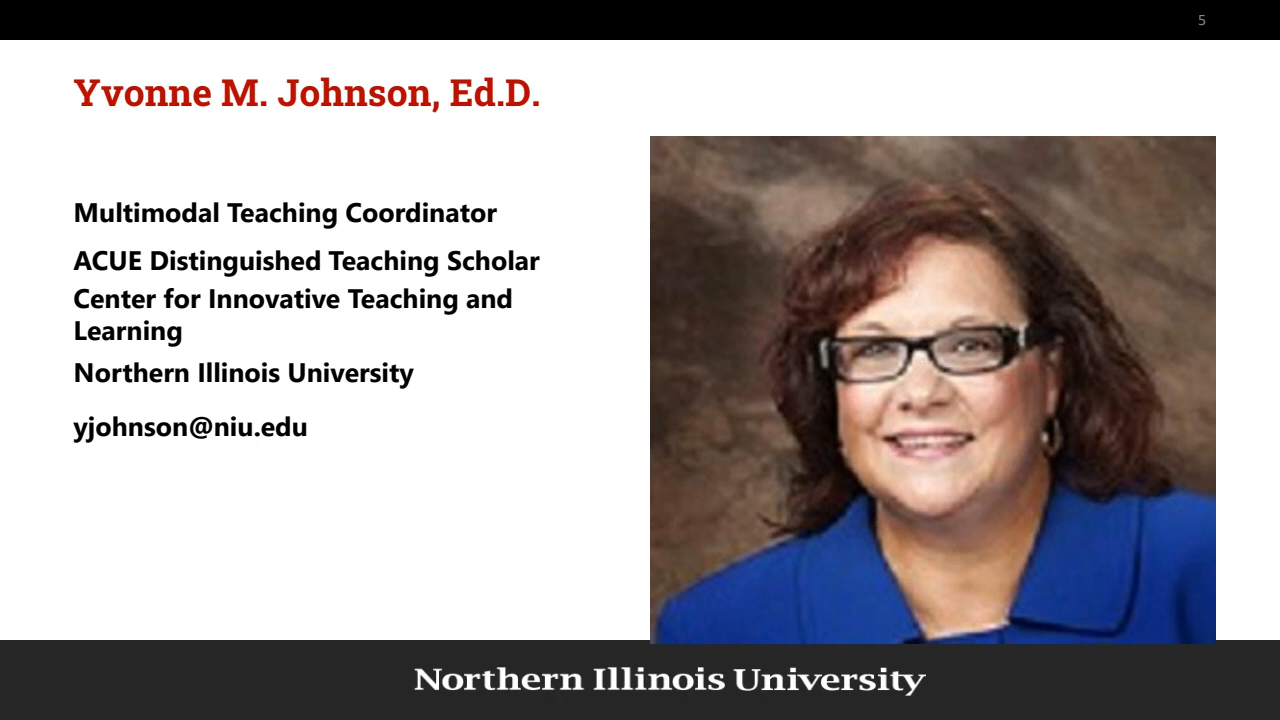 5
Yvonne M. Johnson, Ed.D.
Multimodal Teaching Coordinator
ACUE Distinguished Teaching Scholar
Center for Innovative Teaching and
Learning
Northern Illinois University
yjohnson@niu.edu
Northern Illinois University